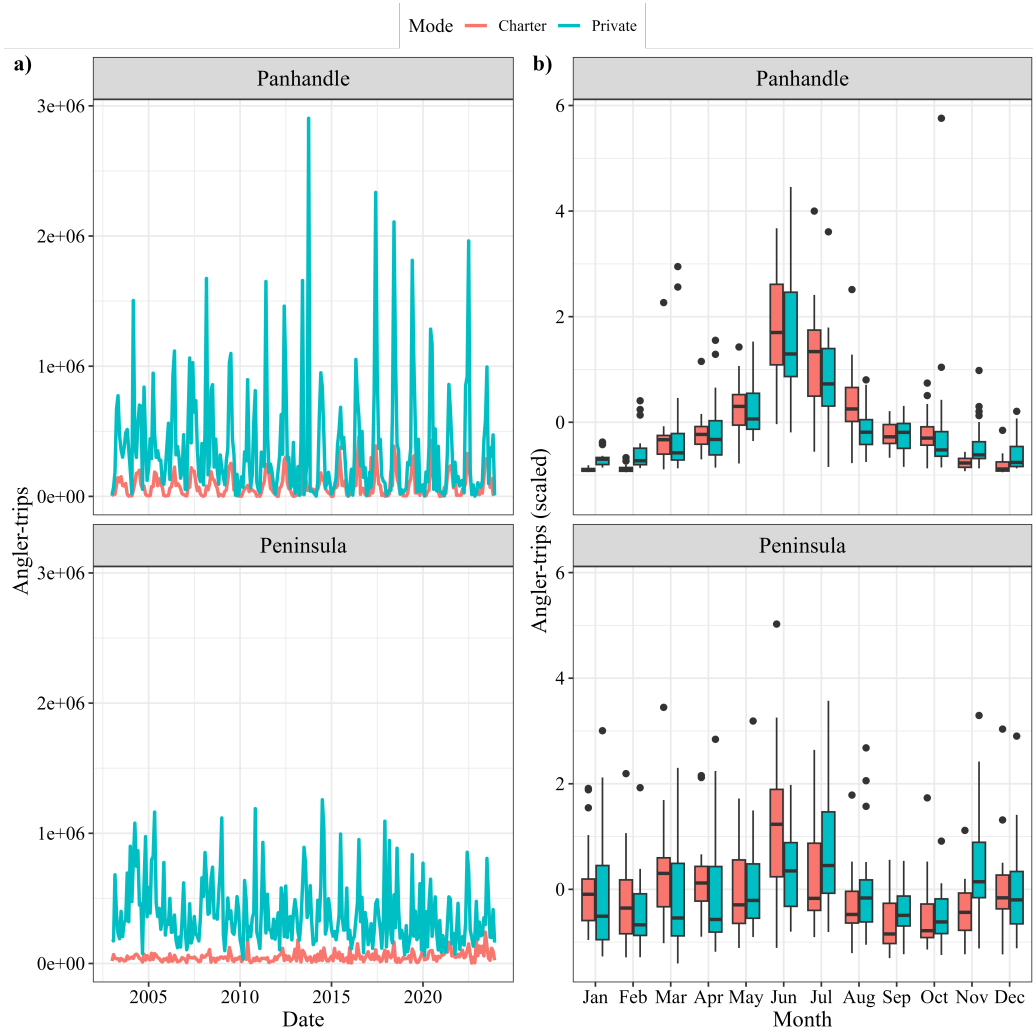 Mode Charter Private
a)
Panhandle
3e+06
2e+06
1e+06
0e+00
Peninsula
3e+06
2e+06
1e+06
0e+00
Angler-trips
2005 2010 2015 2020
Date
b)
Panhandle
6
4
2
0
Peninsula
6
4
2
0
Angler-trips (scaled)
Jan Feb Mar Apr May Jun Jul Aug Sep Oct Nov Dec
Month